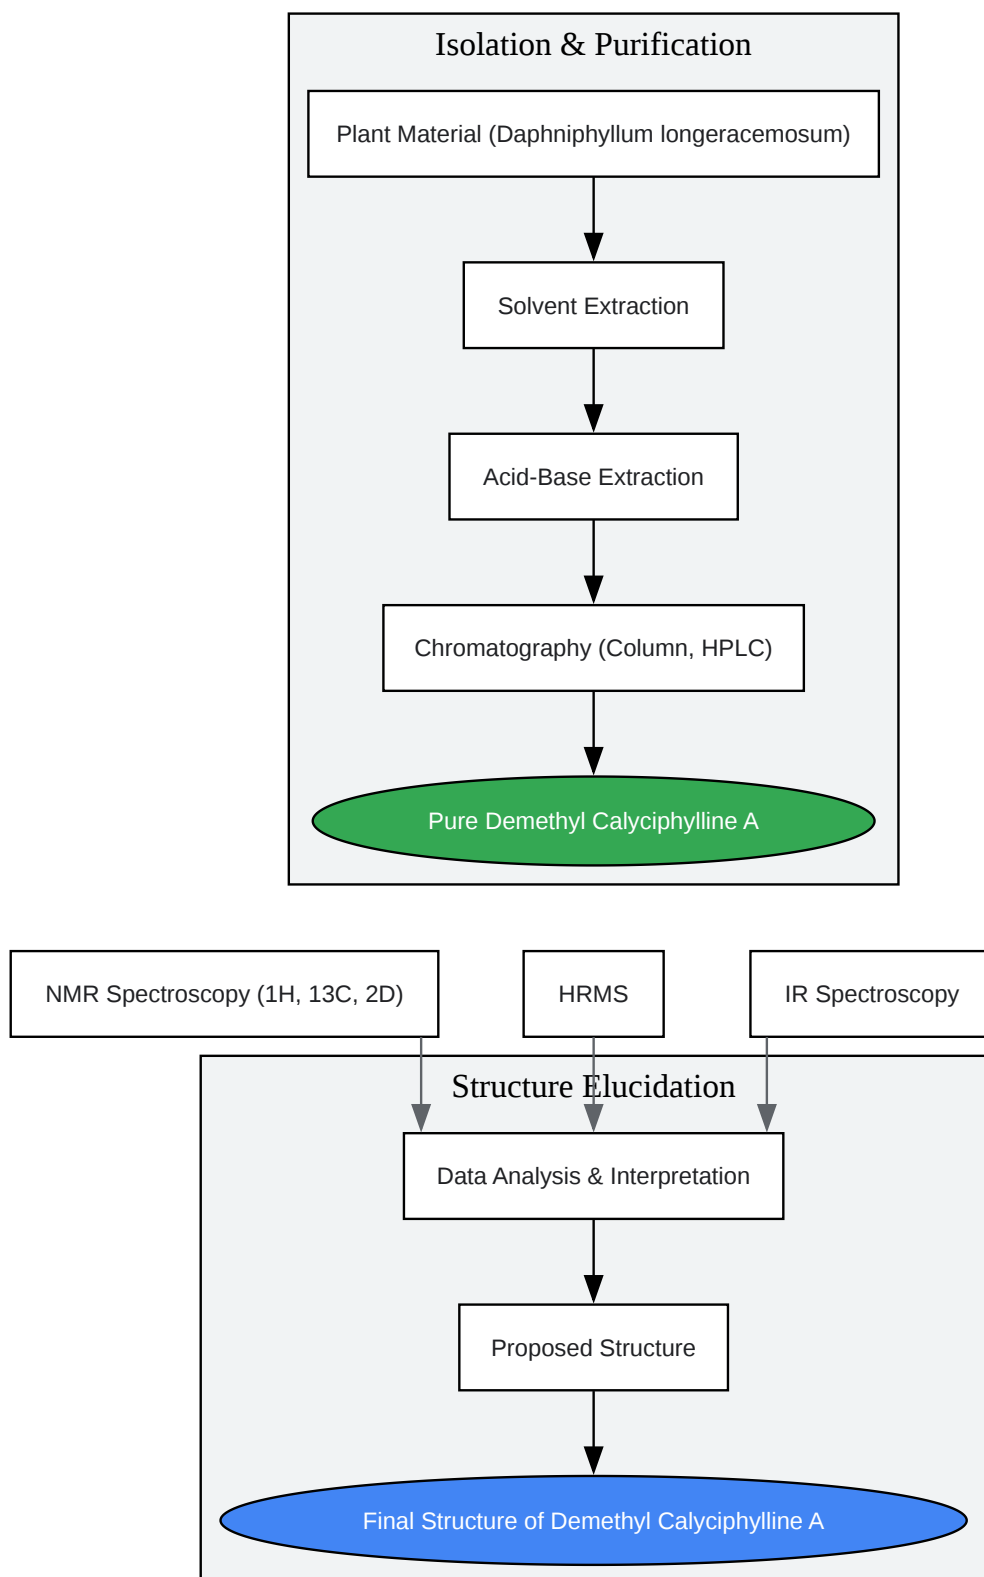 Isolation & Purification
Plant Material (Daphniphyllum longeracemosum)
Solvent Extraction
Acid-Base Extraction
Chromatography (Column, HPLC)
Pure Demethyl Calyciphylline A
NMR Spectroscopy (1H, 13C, 2D)
HRMS
IR Spectroscopy
Structure Elucidation
Data Analysis & Interpretation
Proposed Structure
Final Structure of Demethyl Calyciphylline A